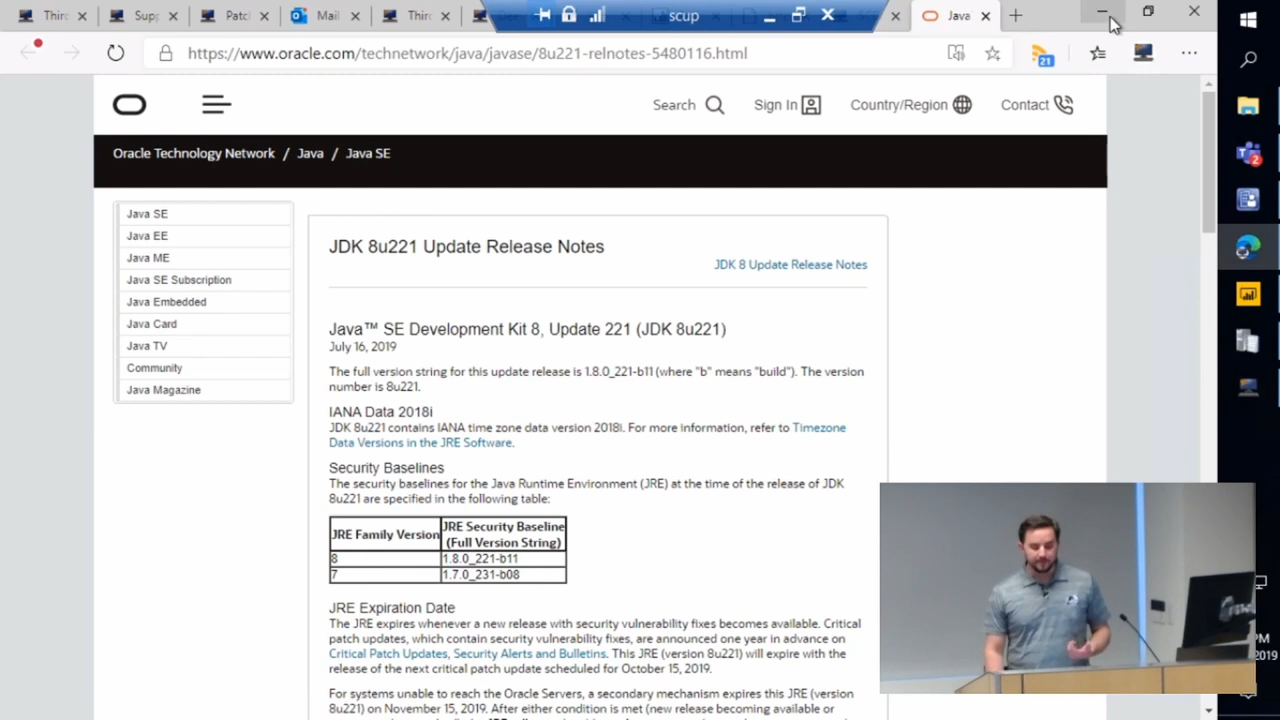 Thirc
Supp
Patcl
Mail
Thirc
scup
Java
https://www.oracle.com/technetwork/java/javase/8u221-relnotes-5480116.html
21
Search
Sign In
Country/Region
Contact
Oracle Technology Network / Java / Java SE
2
Java SE
Java EE
Java ME
Java SE Subscription
Java Embedded
Java Card
Java TV
Community
Java Magazine
JDK 8u221 Update Release Notes
JDK 8 Update Release Notes
Java™ SE Development Kit 8, Update 221 (JDK 8u221)
July 16, 2019
The full version string for this update release is 1.8.0_221-b11 (where "b" means "build"). The version
number is 8u221.
IANA Data 2018i
JDK 8u221 contains IANA time zone data version 2018i. For more information, refer to Timezone
Data Versions in the JRE Software.
Security Baselines
The security baselines for the Java Runtime Environment (JRE) at the time of the release of JDK
8u221 are specified in the following table:
JRE Family Version JRE Security Baseline
(Full Version String)
8 1.8.0_221-b11
7 1.7.0_231-b08
JRE Expiration Date
The JRE expires whenever a new release with security vulnerability fixes becomes available. Critical
patch updates, which contain security vulnerability fixes, are announced one year in advance on
Critical Patch Updates, Security Alerts and Bulletins. This JRE (version 8u221) will expire with the
release of the next critical patch update scheduled for October 15, 2019.
For systems unable to reach the Oracle Servers, a secondary mechanism expires this JRE (version
8u221) on November 15, 2019. After either condition is met (new release becoming available or
PM
2019